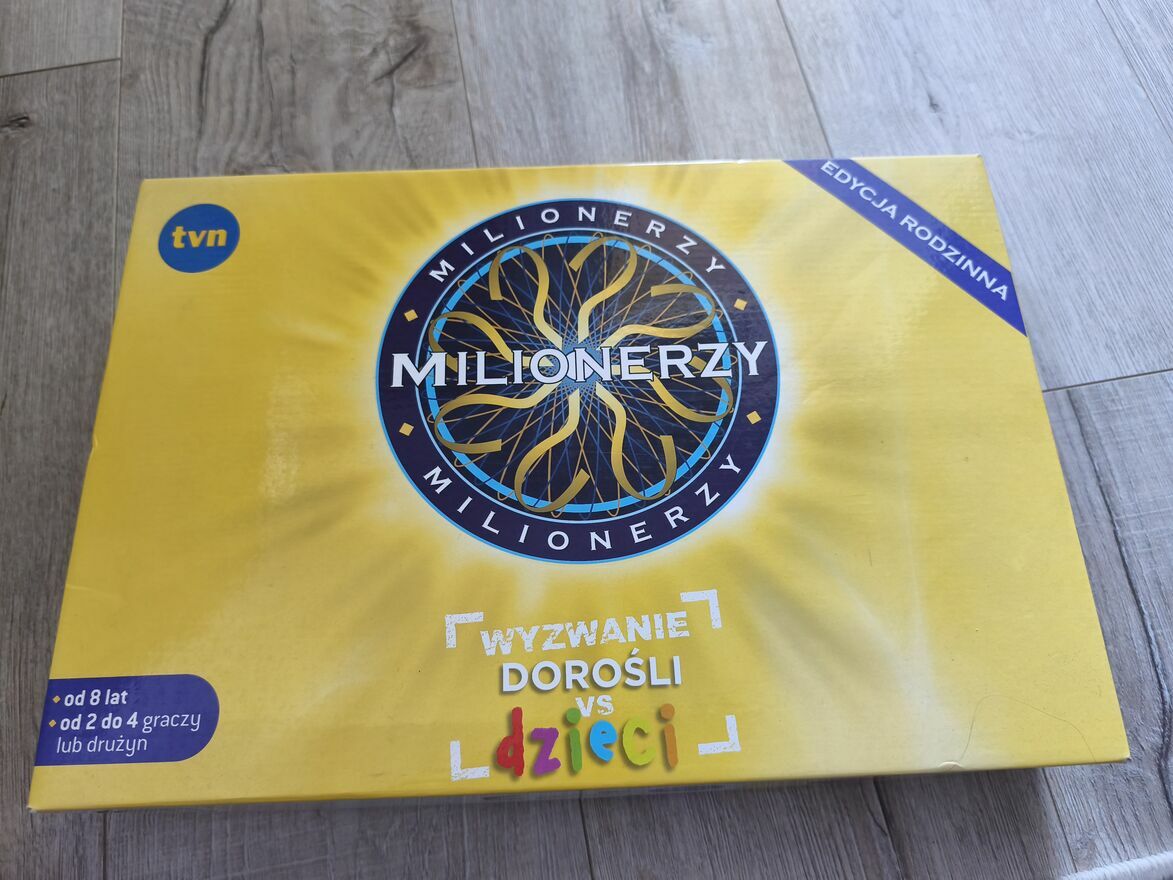 tvn
EDYCJA RODZINNA
MILIONERZY
MILIONERZY
MILIONERZY
WYZWANIE
DOROŚLI
VS
dzieci
od 8 lat
od 2 do 4 graczy
lub drużyn